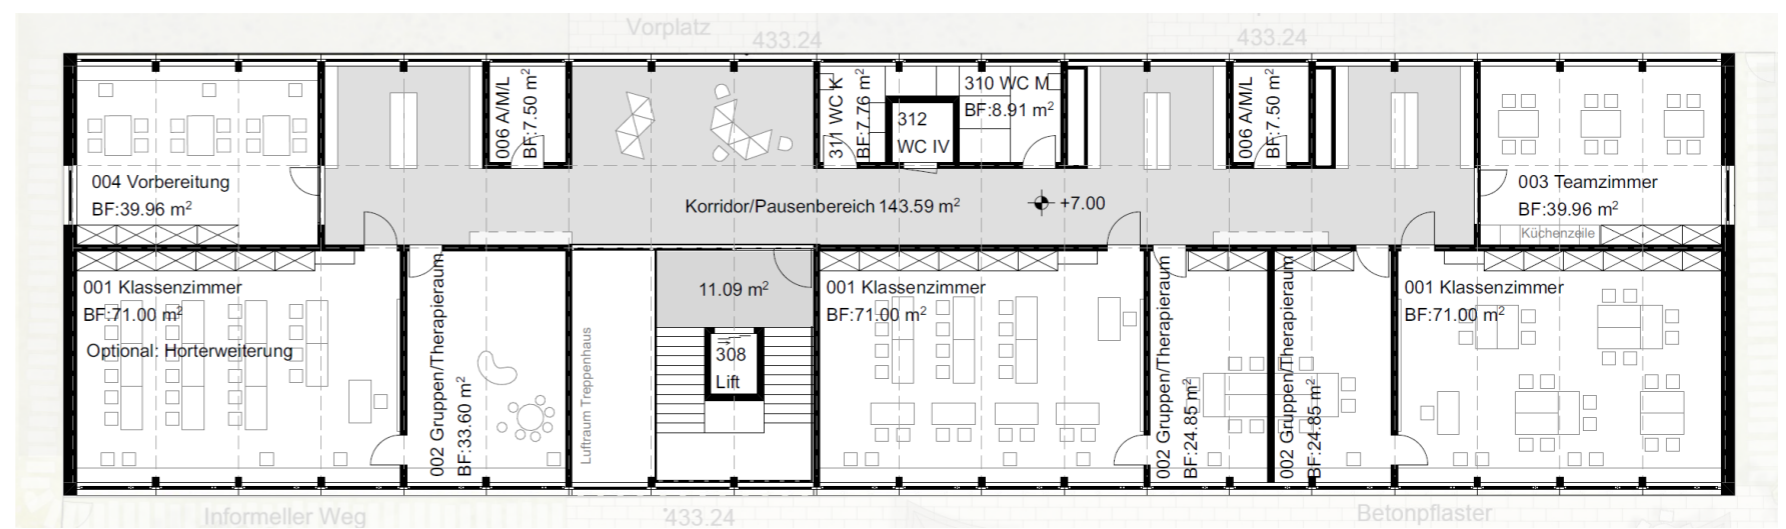 Vorplatz
433.24
433.24
006 A/M/L
BF:7.50 m²
311 WC K
BF:7.76 m²
310 WC M
BF:8.91 m²
312
WC IV
006 A/M/L
BF:7.50 m²
004 Vorbereitung
BF:39.96 m²
Korridor/Pausenbereich 143.59 m²
+7.00
003 Teamzimmer
BF:39.96 m²
Küchenzeile
001 Klassenzimmer
BF:71.00 m²
Optional: Horterweiterung
002 Gruppen/Therapieraum
BF:33.60 m²
Luftraum Treppenhaus
11.09 m²
308
Lift
001 Klassenzimmer
BF:71.00 m²
002 Gruppen/Therapieraum
BF:24.85 m²
002 Gruppen/Therapieraum
BF:24.85 m²
001 Klassenzimmer
BF:71.00 m²
Informeller Weg
433.24
Betonpflaster